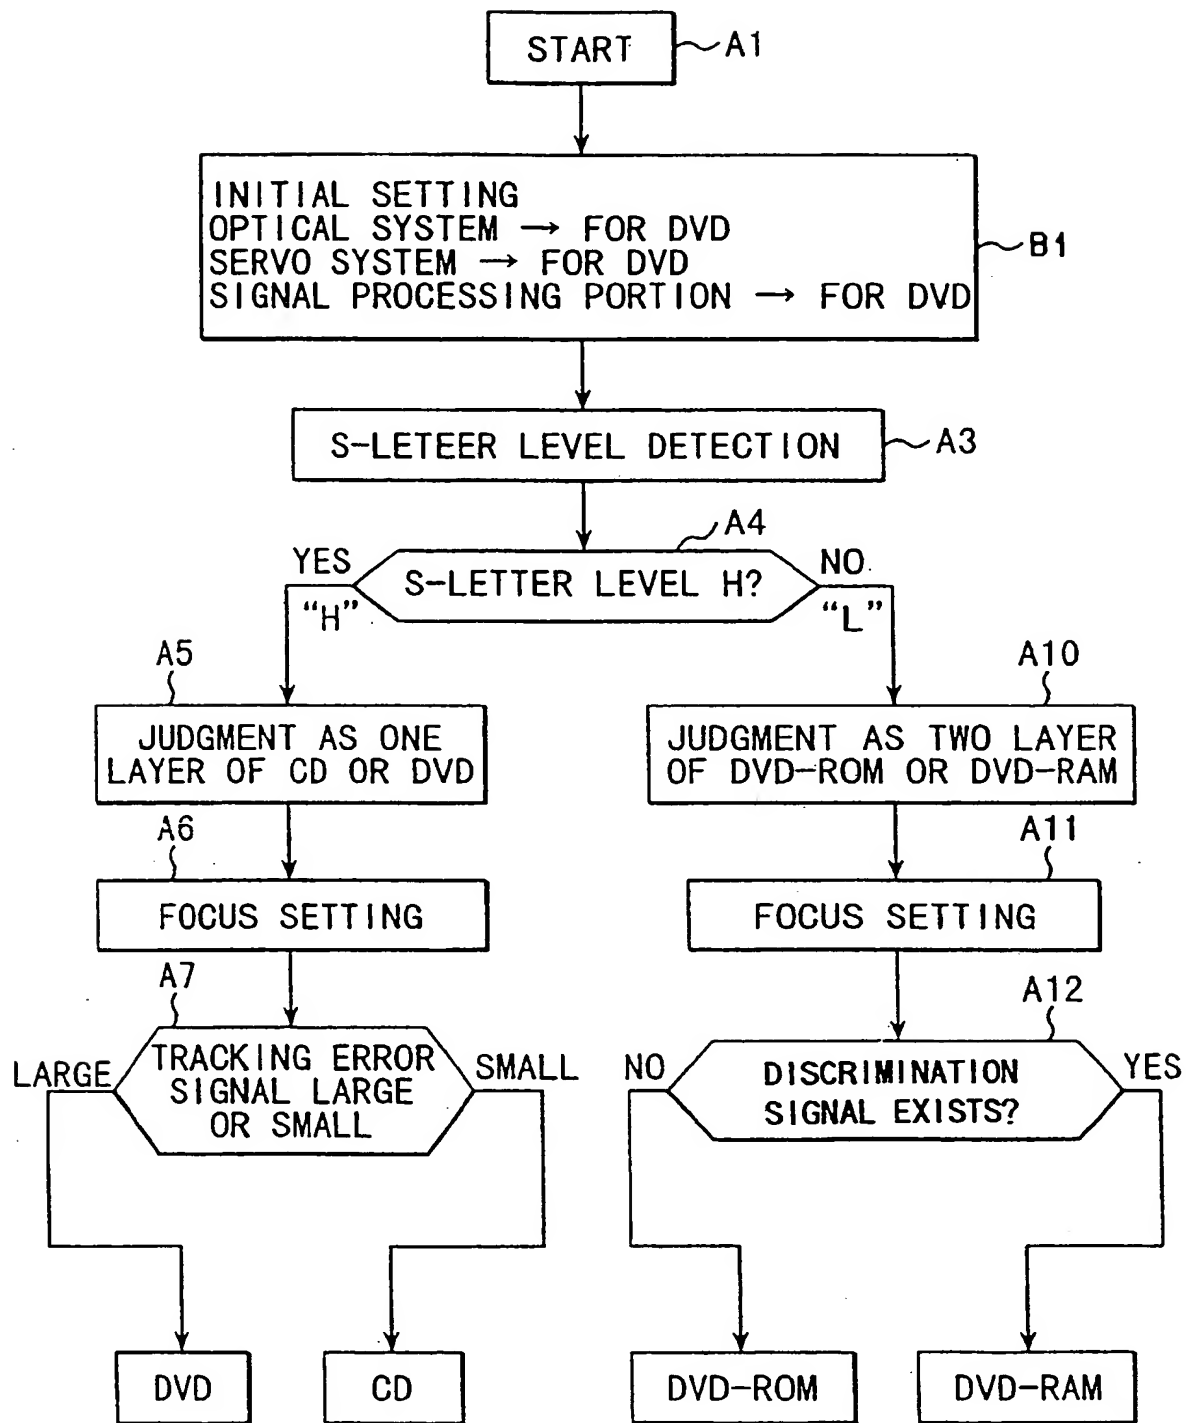 START
A1
INITIAL SETTING
OPTICAL SYSTEM → FOR DVD
SERVO SYSTEM → FOR DVD
SIGNAL PROCESSING PORTION → FOR DVD
B1
S-LETEER LEVEL DETECTION
A3
A4
YES
S-LETTER LEVEL H?
NO
"H"
"L"
A5
JUDGMENT AS ONE
LAYER OF CD OR DVD
A10
JUDGMENT AS TWO LAYER
OF DVD-ROM OR DVD-RAM
A6
FOCUS SETTING
A11
FOCUS SETTING
A7
LARGE
TRACKING ERROR
SIGNAL LARGE
OR SMALL
SMALL
A12
NO
DISCRIMINATION
SIGNAL EXISTS?
YES
DVD
CD
DVD-ROM
DVD-RAM